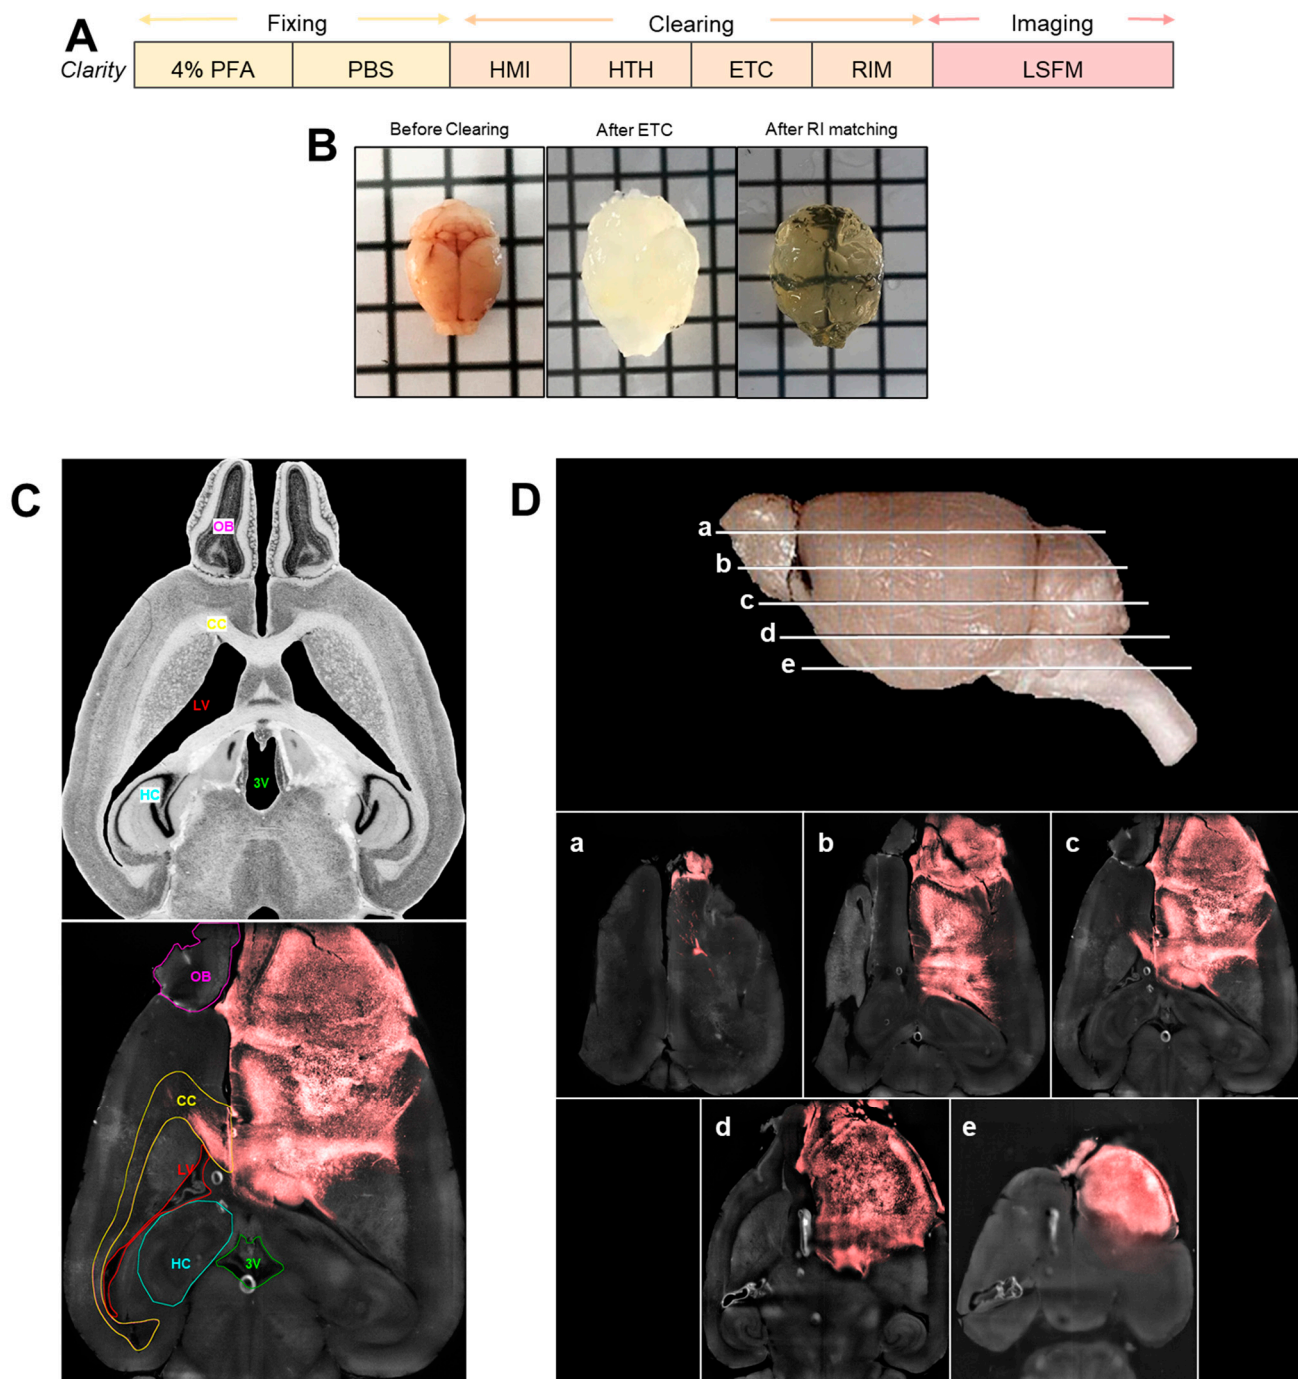 A
Fixing
Clearing
Imaging
Clarity
4% PFA
PBS
HMI
HTH
ETC
RIM
LSFM
B
Before Clearing
After ETC
After RI matching
C
OB
CC
LV
3V
HC
OB
CC
LV
HC
3V
D
a
b
c
d
e
a
b
c
d
e